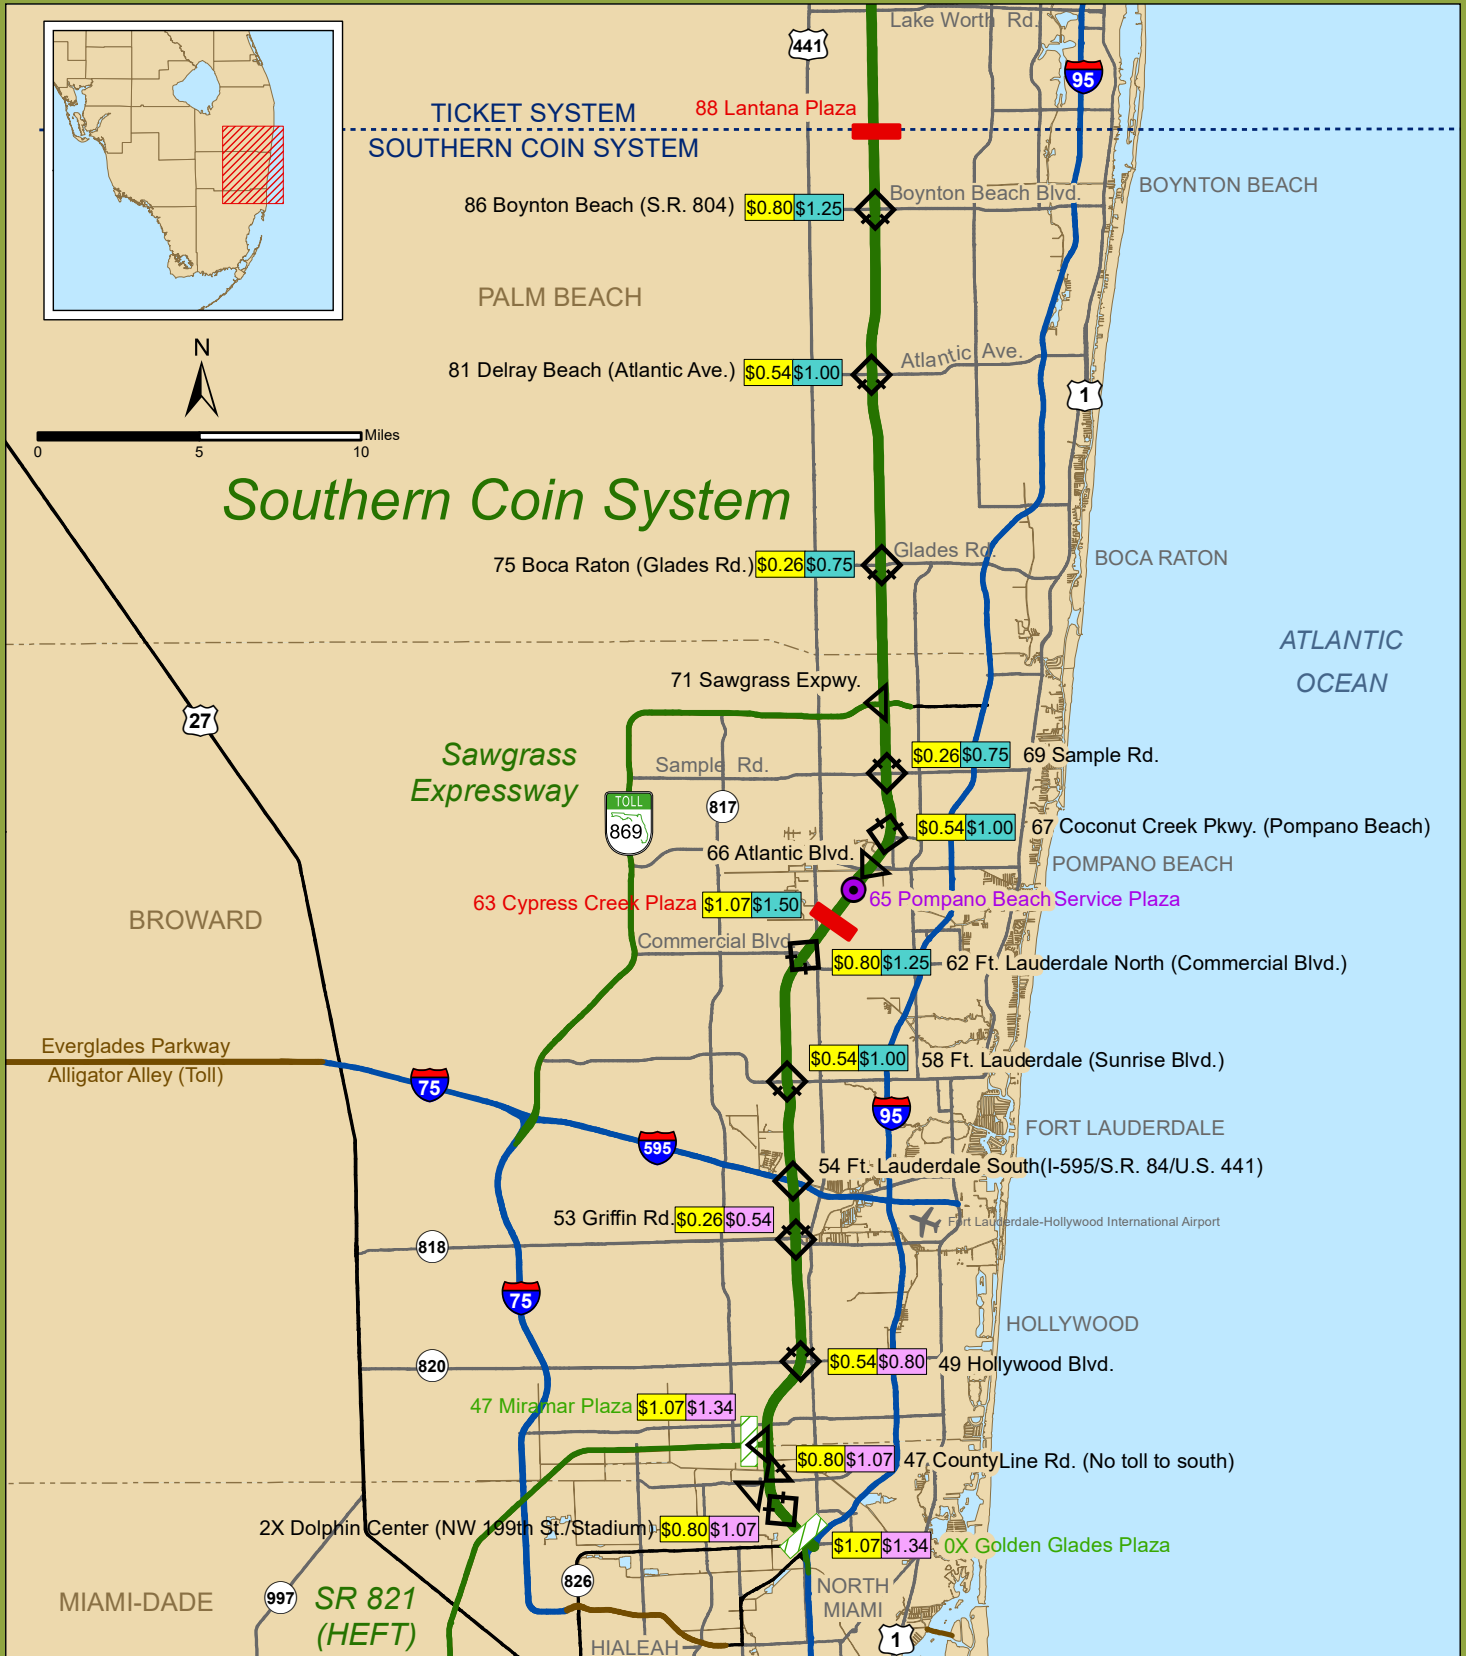 Lake Worth Rd.
441
95
88 Lantana Plaza
TICKET SYSTEM
SOUTHERN COIN SYSTEM
BOYNTON BEACH
Boynton Beach Blvd.
86 Boynton Beach (S.R. 804) $0.80 $1.25
PALM BEACH
N
Atlantic Ave.
81 Delray Beach (Atlantic Ave.) $0.54 $1.00
1
Miles
0 5 10
Southern Coin System
Glades Rd.
75 Boca Raton (Glades Rd.) $0.26 $0.75
BOCA RATON
ATLANTIC
OCEAN
71 Sawgrass Expwy.
27
Sawgrass
Expressway
Sample Rd.
$0.26 $0.75 69 Sample Rd.
TOLL
869
817
$0.54 $1.00 67 Coconut Creek Pkwy. (Pompano Beach)
66 Atlantic Blvd.
POMPANO BEACH
65 Pompano Beach Service Plaza
63 Cypress Creek Plaza $1.07 $1.50
BROWARD
Commercial Blvd.
$0.80 $1.25 62 Ft. Lauderdale North (Commercial Blvd.)
Everglades Parkway
Alligator Alley (Toll)
75
$0.54 $1.00 58 Ft. Lauderdale (Sunrise Blvd.)
95
FORT LAUDERDALE
595
54 Ft. Lauderdale South(I-595/S.R. 84/U.S. 441)
53 Griffin Rd. $0.26 $0.54
Fort Lauderdale-Hollywood International Airport
818
75
HOLLYWOOD
820
$0.54 $0.80 49 Hollywood Blvd.
47 Miramar Plaza $1.07 $1.34
$0.80 $1.07 47 CountyLine Rd. (No toll to south)
2X Dolphin Center (NW 199th St./Stadium) $0.80 $1.07
$1.07 $1.34 0X Golden Glades Plaza
826
NORTH
MIAMI
997
MIAMI-DADE
SR 821
(HEFT)
1
HIALEAH